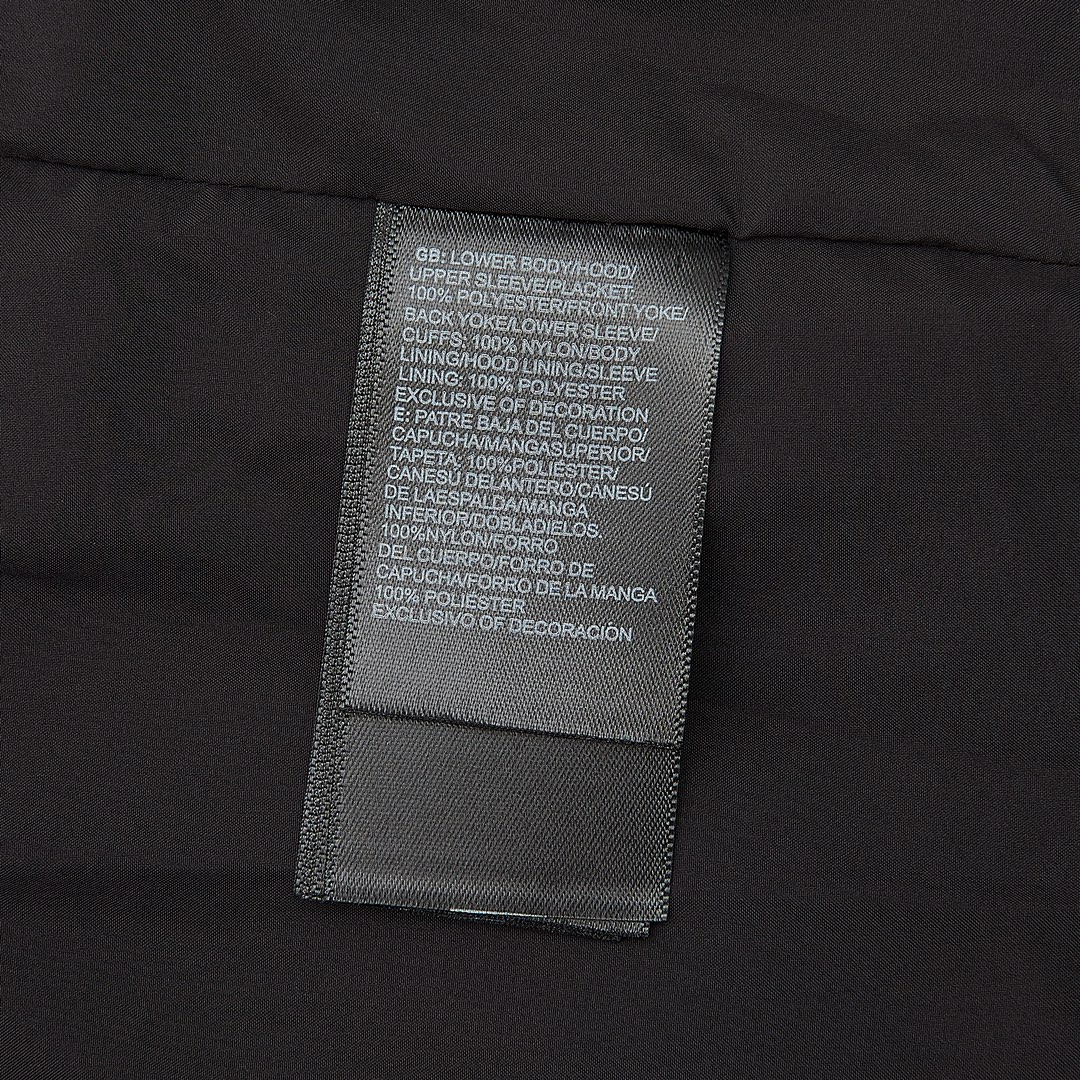 GB: LOWER BODY/HOOD/
UPPER SLEEVE/PLACKET.
100% POLYESTER/FRONT YOKE/
BACK YOKE/LOWER SLEEVE/
CUFFS: 100% NYLON/BODY
LINING/HOOD LINING/SLEEVE
LINING: 100% POLYESTER
EXCLUSIVE OF DECORATION
E: PATRE BAJA DEL CUERPO/
CAPUCHA/MANGASUPERIOR/
TAPETA. 100%POLIESTER/
CANESÚ DELANTERO/CANESÚ
DE LAESPALDA/MANGA
INFERIOR/DOBLADIELOS.
100%NYLON/FORRO
DEL CUERPO/FORRO DE
CAPUCHA/FORRO DE LA MANGA
100% POLIESTER
EXCLUSIVO OF DECORACIÓN